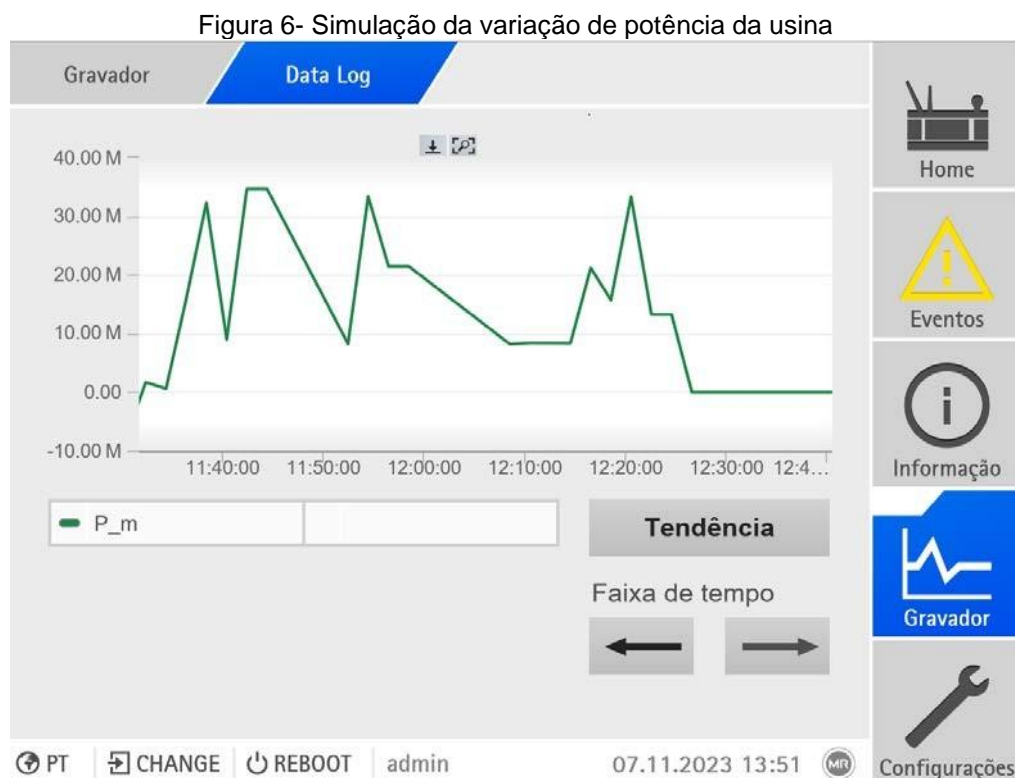 Figura 6- Simulação da variação de potência da usina
Gravador
Data Log
Home
40.00 M
30.00 M
20.00 M
10.00 M
0.00
-10.00 M
11:40:00 11:50:00 12:00:00 12:10:00 12:20:00 12:30:00 12:4...
Eventos
Informação
P_m
Tendência
Faixa de tempo
Gravador
PT CHANGE REBOOT admin 07.11.2023 13:51 MR
Configurações